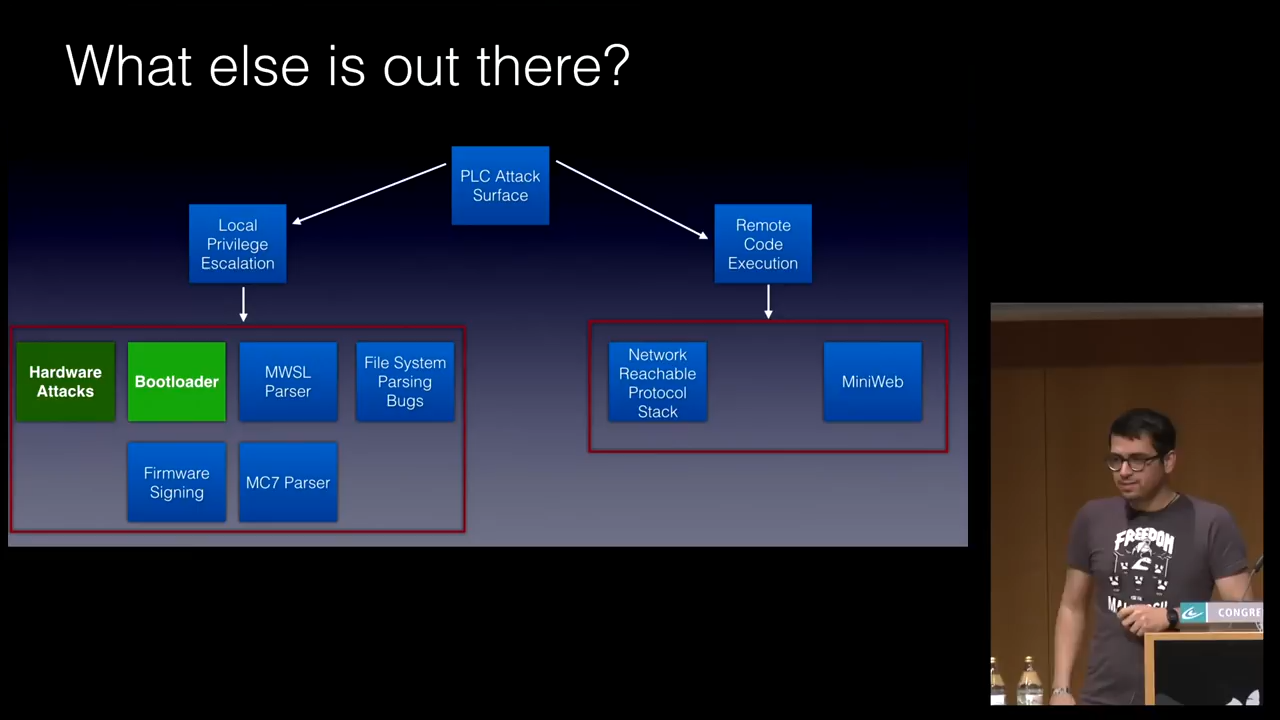 What else is out there?
PLC Attack
Surface
Local
Privilege
Escalation
Remote
Code
Execution
Hardware
Attacks
Bootloader
MWSL
Parser
File System
Parsing
Bugs
Firmware
Signing
MC7 Parser
Network
Reachable
Protocol
Stack
MiniWeb
FREEDOM
CONGRE